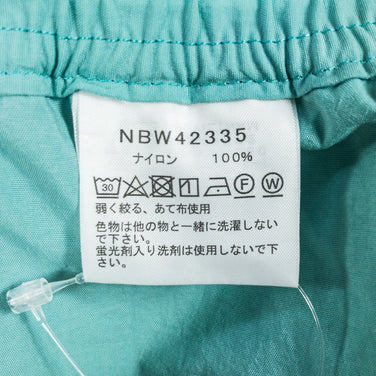 NBW42335
ナイロン 100%
30 F W
弱く絞る、あて布使用
色物は他の物と一緒に洗濯しない
で下さい。
蛍光剤入り洗剤は使用しないで下
さい。